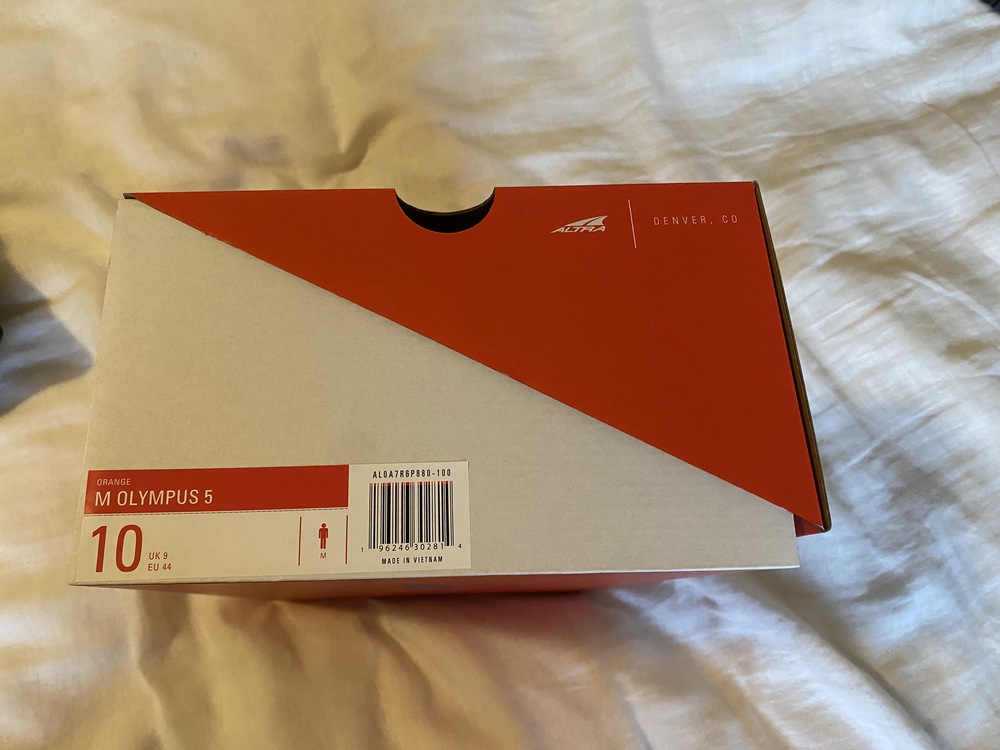 ALTRA
DENVER, CO
ORANGE
M OLYMPUS 5
10
UK 9
EU 44
M
AL0A7R6P880-100
1 96246 30281 4
MADE IN VIETNAM